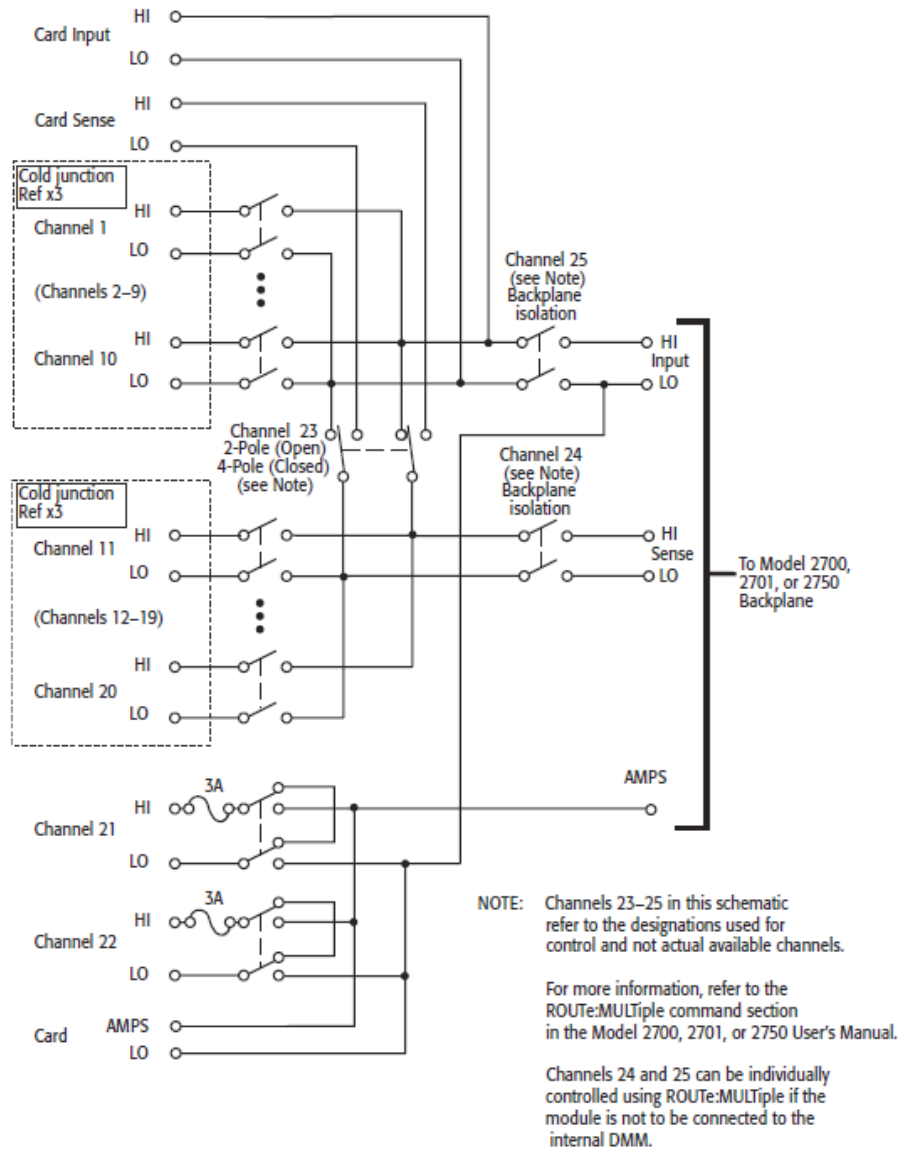 HI
Card Input
LO
HI
Card Sense
LO
Cold junction
Ref x3
HI
Channel 1
LO
(Channels 2–9)
HI
Channel 10
LO
Channel 25
(see Note)
Backplane
isolation
HI
Input
LO
Channel 23
2-Pole (Open)
4-Pole (Closed)
(see Note)
Channel 24
(see Note)
Backplane
isolation
Cold junction
Ref x3
HI
Channel 11
LO
(Channels 12–19)
HI
Channel 20
LO
HI
Sense
LO
To Model 2700,
2701, or 2750
Backplane
AMPS
3A
HI
Channel 21
LO
3A
HI
Channel 22
LO
AMPS
Card
LO
NOTE: Channels 23–25 in this schematic
refer to the designations used for
control and not actual available channels.
For more information, refer to the
ROUTe:MULTiple command section
in the Model 2700, 2701, or 2750 User's Manual.
Channels 24 and 25 can be individually
controlled using ROUTe:MULTiple if the
module is not to be connected to the
internal DMM.